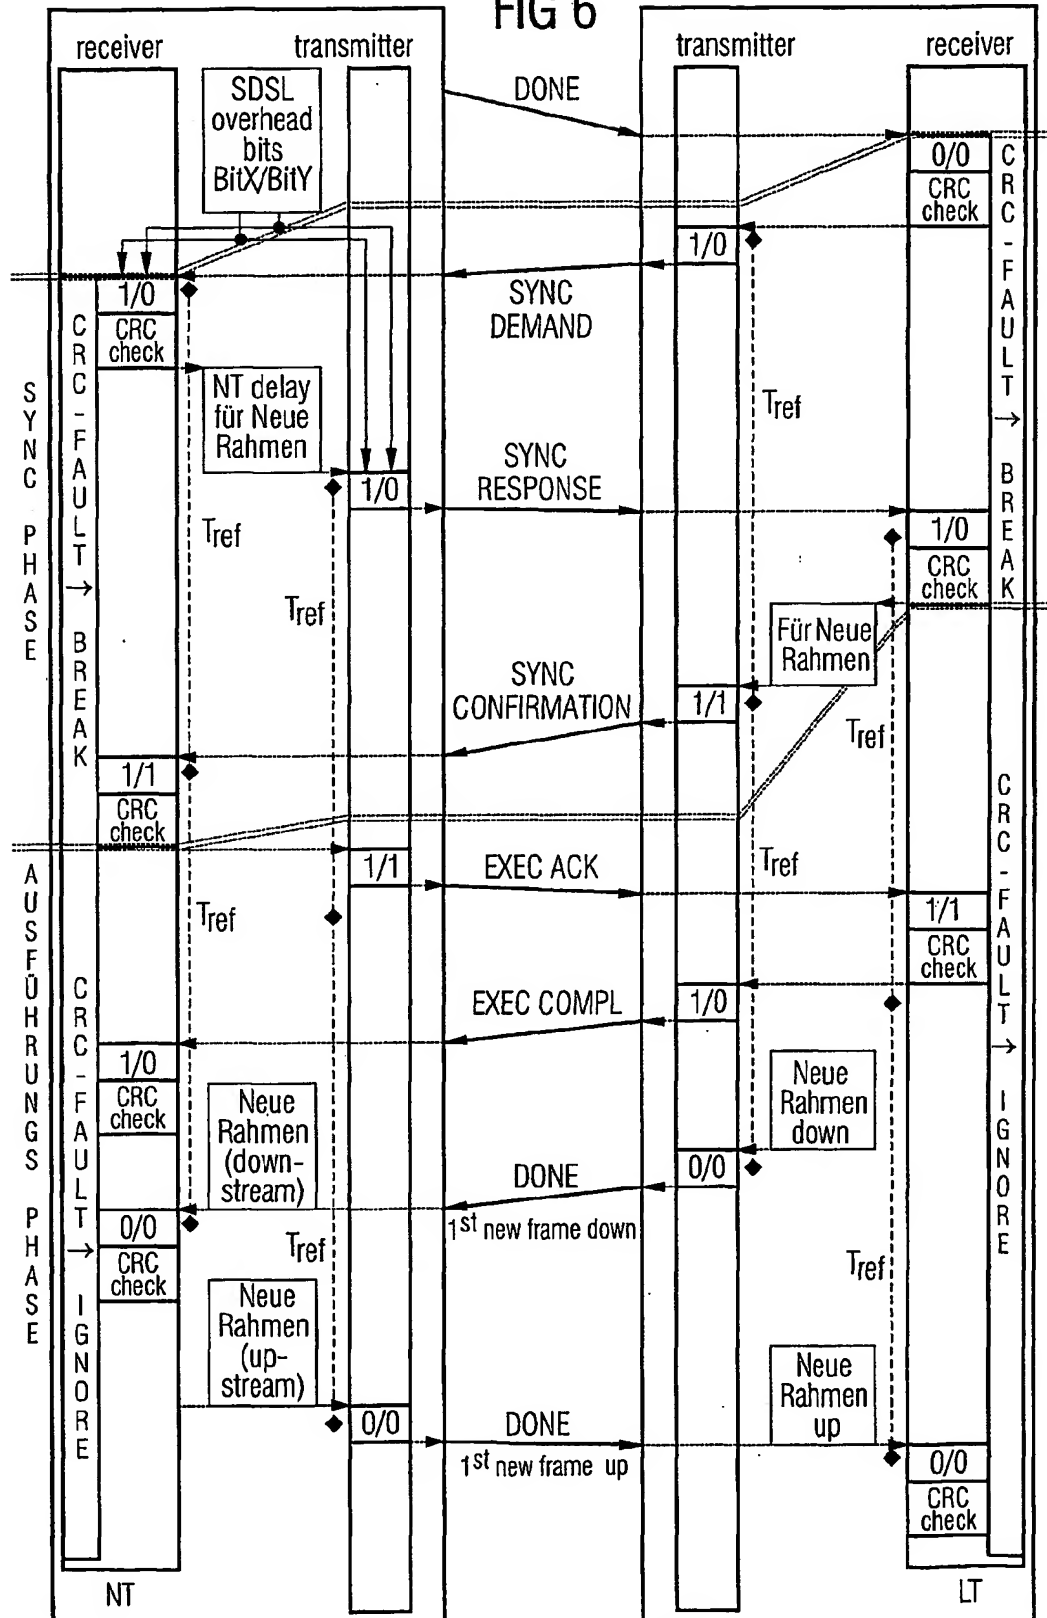 FIG 6
receiver
transmitter
transmitter
receiver
SDSL
overhead
bits
BitX/BitY
DONE
0/0
CRC
check
1/0
SYNC
DEMAND
1/0
CRC
check
CRC-FAULT → BREAK
CRC-FAULT → BREAK
SYNC PHASE
NT delay
für Neue
Rahmen
Tref
SYNC
RESPONSE
1/0
1/0
CRC
check
Tref
Tref
Für Neue
Rahmen
SYNC
CONFIRMATION
1/1
Tref
1/1
CRC
check
1/1
EXEC ACK
Tref
1/1
CRC
check
Tref
AUSFÜHRUNGS PHASE
CRC-FAULT → IGNORE
CRC-FAULT → IGNORE
EXEC COMPL
1/0
1/0
CRC
check
Neue
Rahmen
down
Neue
Rahmen
(down-
stream)
DONE
0/0
1st new frame down
0/0
CRC
check
Tref
Tref
Neue
Rahmen
(up-
stream)
Neue
Rahmen
up
0/0
DONE
1st new frame up
0/0
CRC
check
NT
LT